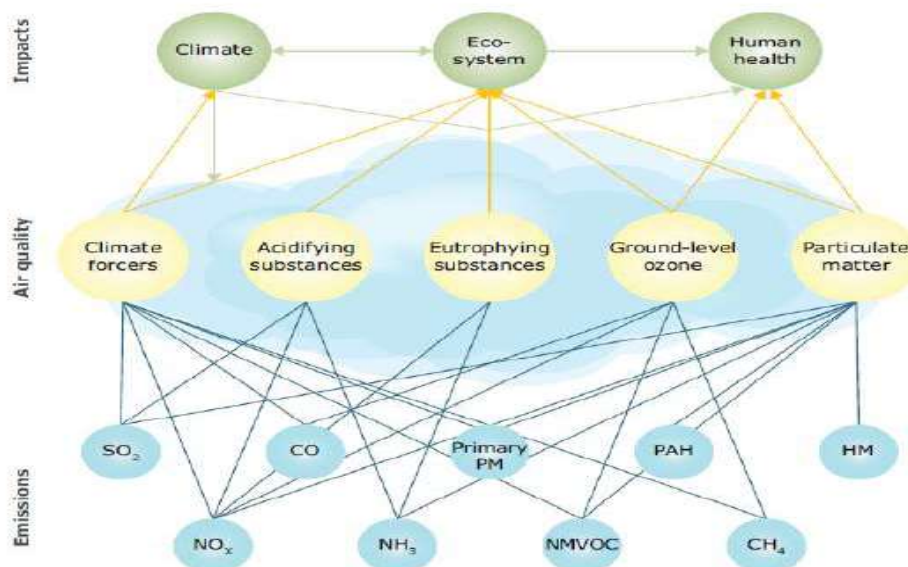 Impacts
Climate
Eco-
system
Human
health
Air quality
Climate
forcers
Acidifying
substances
Eutrophying
substances
Ground-level
ozone
Particulate
matter
Emissions
SO₂
CO
Primary
PM
PAH
HM
NOₓ
NH₃
NMVOC
CH₄